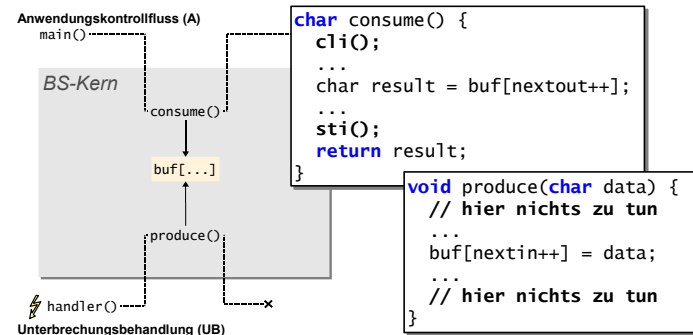 Anwendungskontrollfluss (A)
main()
BS-Kern
consume()
buf[...]
produce()
handler()
Unterbrechungsbehandlung (UB)
char consume() {
cli();
...
char result = buf[nextout++];
...
sti();
return result;
}
void produce(char data) {
// hier nichts zu tun
...
buf[nextin++] = data;
...
// hier nichts zu tun
}